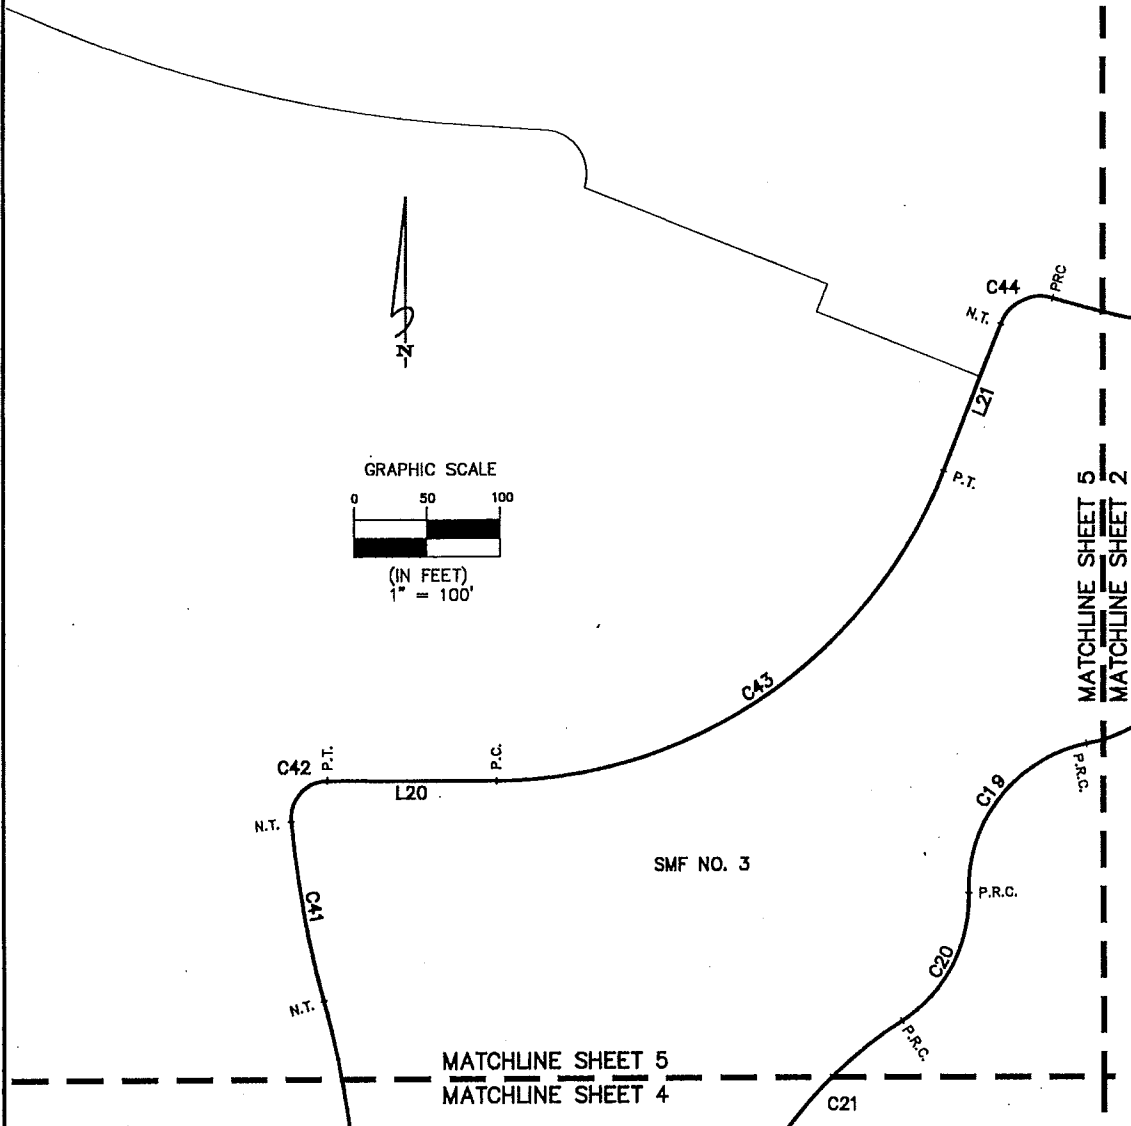 PRC
C44
N.T.
N
L21
GRAPHIC SCALE
0 50 100
(IN FEET)
1" = 100'
P.T.
MATCHLINE SHEET 5
MATCHLINE SHEET 2
C43
P.T.
P.C.
C42
L20
N.T.
P.R.C.
C19
SMF NO. 3
C41
P.R.C.
C20
N.T.
P.R.C.
MATCHLINE SHEET 5
MATCHLINE SHEET 4
C21